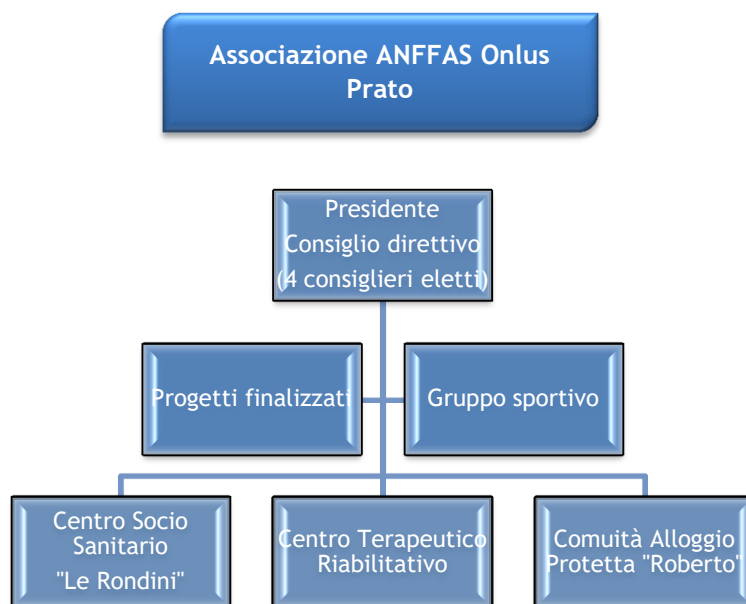 Associazione ANFFAS Onlus
Prato
Presidente
Consiglio direttivo
(4 consiglieri eletti)
Progetti finalizzati
Gruppo sportivo
Centro Socio
Sanitario
"Le Rondini"
Centro Terapeutico
Riabilitativo
Comuità Alloggio
Protetta "Roberto"